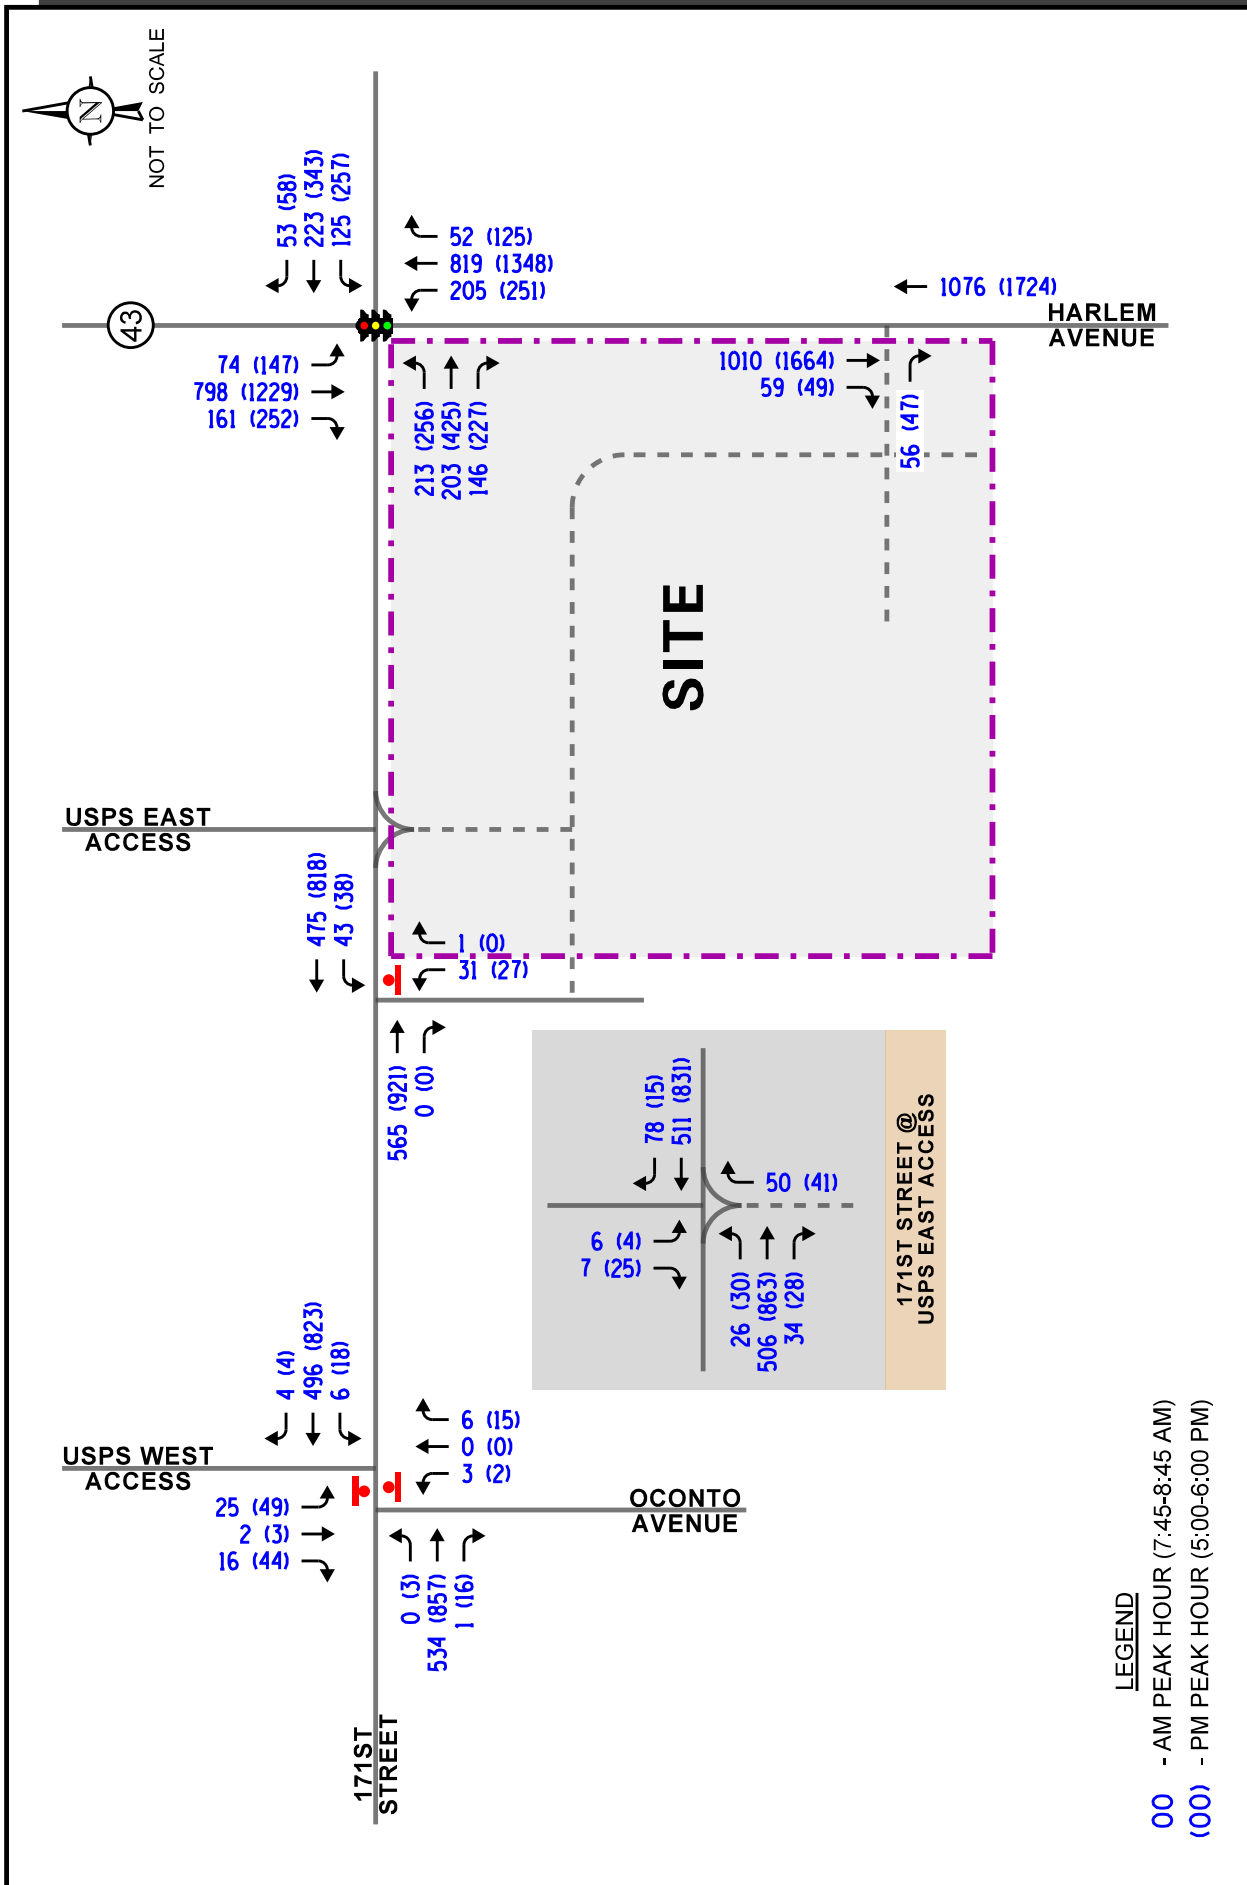 N
NOT TO SCALE
43
53 (58)
223 (343)
125 (257)
52 (125)
819 (1348)
205 (251)
1076 (1724)
HARLEM
AVENUE
74 (147)
798 (1229)
161 (252)
213 (256)
203 (425)
146 (227)
1010 (1664)
59 (49)
56 (47)
SITE
USPS EAST
ACCESS
475 (818)
43 (38)
1 (0)
31 (27)
565 (921)
0 (0)
78 (15)
511 (831)
50 (41)
6 (4)
7 (25)
26 (30)
506 (863)
34 (28)
171ST STREET @
USPS EAST ACCESS
4 (4)
496 (823)
6 (18)
USPS WEST
ACCESS
6 (15)
0 (0)
3 (2)
25 (49)
2 (3)
16 (44)
OCONTO
AVENUE
0 (3)
534 (857)
1 (16)
171ST
STREET
LEGEND
00 - AM PEAK HOUR (7:45-8:45 AM)
(00) - PM PEAK HOUR (5:00-6:00 PM)